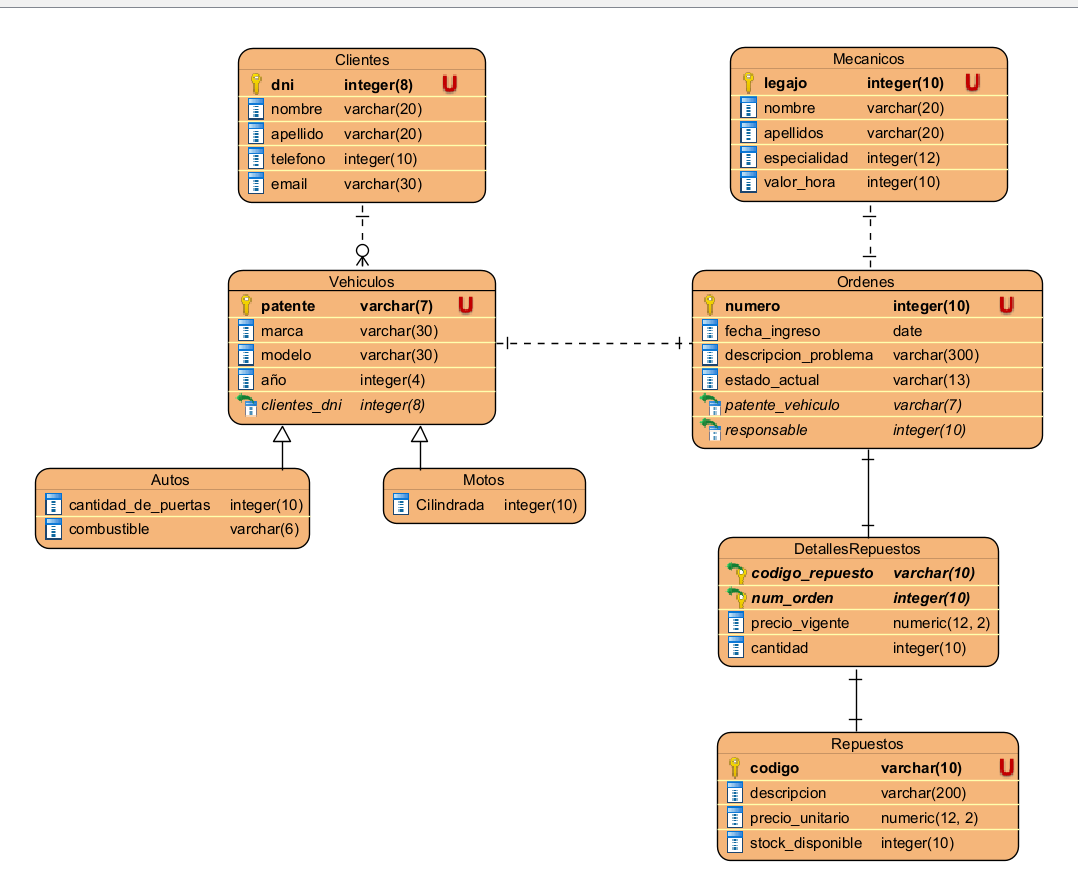 Clientes
dni integer(8) U
nombre varchar(20)
apellido varchar(20)
telefono integer(10)
email varchar(30)
Mecanicos
legajo integer(10) U
nombre varchar(20)
apellidos varchar(20)
especialidad integer(12)
valor_hora integer(10)
Vehiculos
patente varchar(7) U
marca varchar(30)
modelo varchar(30)
año integer(4)
clientes_dni integer(8)
Ordenes
numero integer(10) U
fecha_ingreso date
descripcion_problema varchar(300)
estado_actual varchar(13)
patente_vehiculo varchar(7)
responsable integer(10)
Autos
cantidad_de_puertas integer(10)
combustible varchar(6)
Motos
Cilindrada integer(10)
DetallesRepuestos
codigo_repuesto varchar(10)
num_orden integer(10)
precio_vigente numeric(12, 2)
cantidad integer(10)
Repuestos
codigo varchar(10) U
descripcion varchar(200)
precio_unitario numeric(12, 2)
stock_disponible integer(10)